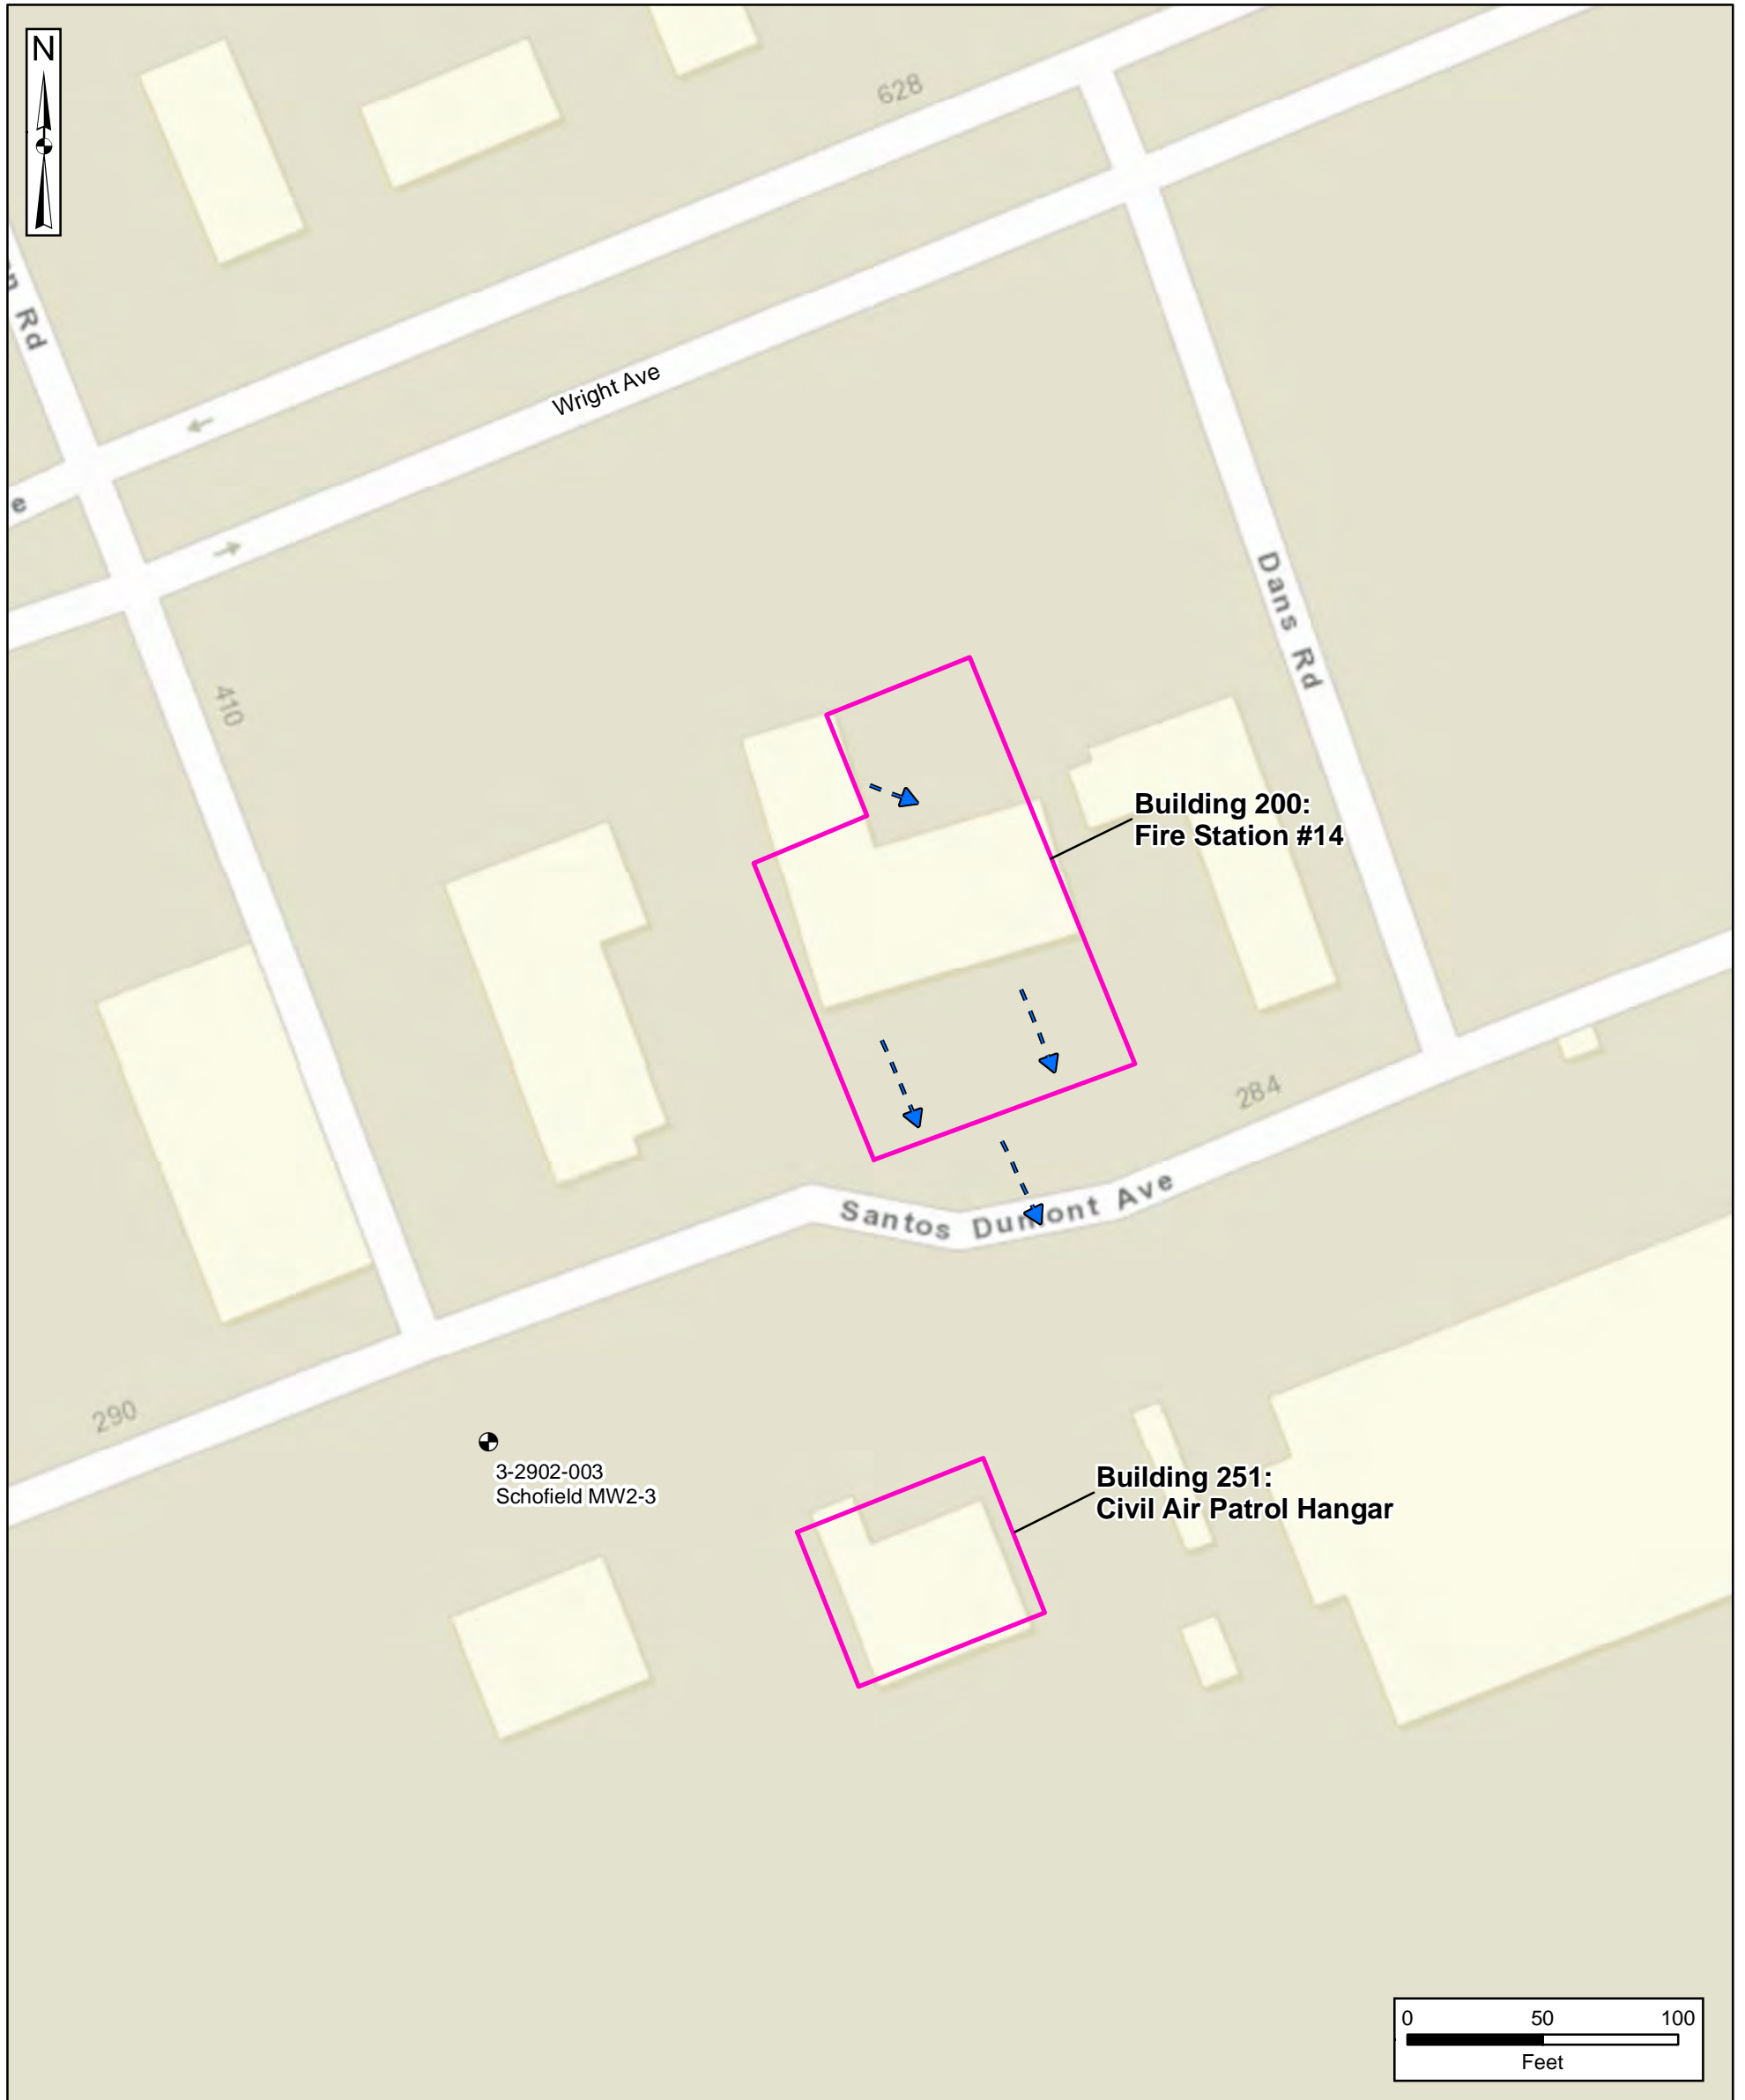 N
628
n Rd
Wright Ave
e
Dans Rd
410
Building 200:
Fire Station #14
284
Santos Dumont Ave
290
3-2902-003
Schofield MW2-3
Building 251:
Civil Air Patrol Hangar
0 50 100
Feet